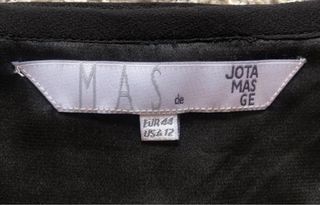 MAS de
JOTA
MAS
GE
EUR 44
USA 12